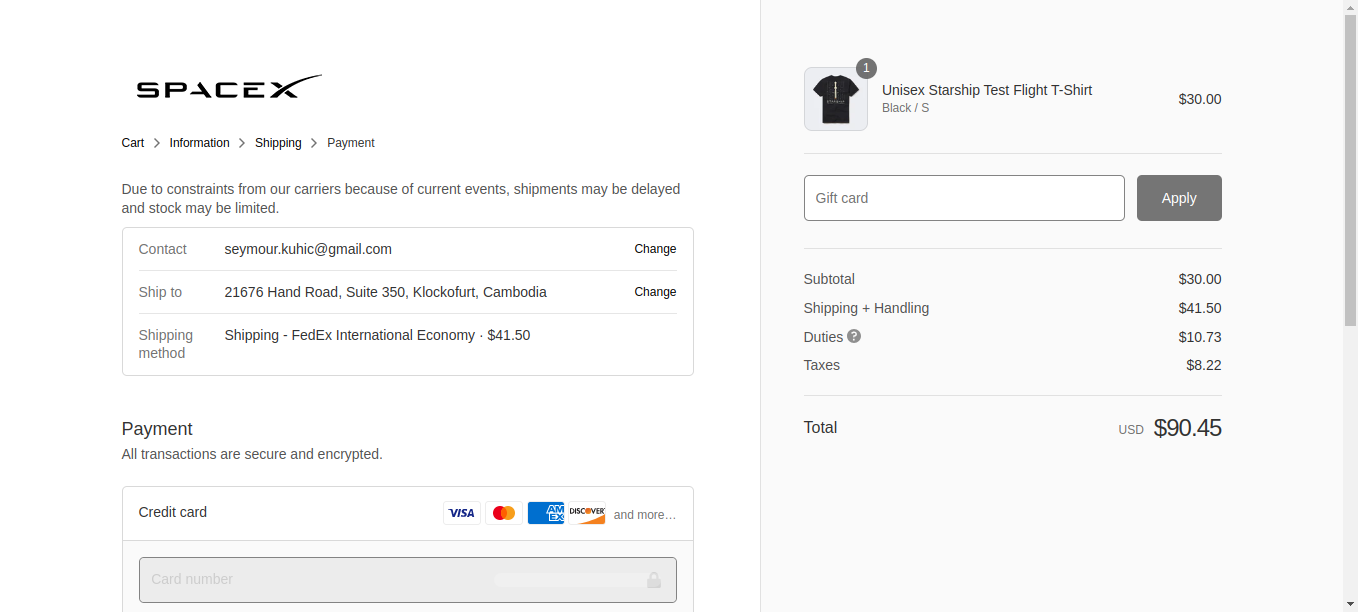 SPACEX
Cart > Information > Shipping > Payment
Due to constraints from our carriers because of current events, shipments may be delayed
and stock may be limited.
Contact seymour.kuhic@gmail.com Change
Ship to 21676 Hand Road, Suite 350, Klockofurt, Cambodia Change
Shipping method Shipping - FedEx International Economy · $41.50
Payment
All transactions are secure and encrypted.
Credit card VISA AMEX DISCOVER and more…
Card number
1
Unisex Starship Test Flight T-Shirt $30.00
Black / S
Gift card Apply
Subtotal $30.00
Shipping + Handling $41.50
Duties ? $10.73
Taxes $8.22
Total USD $90.45